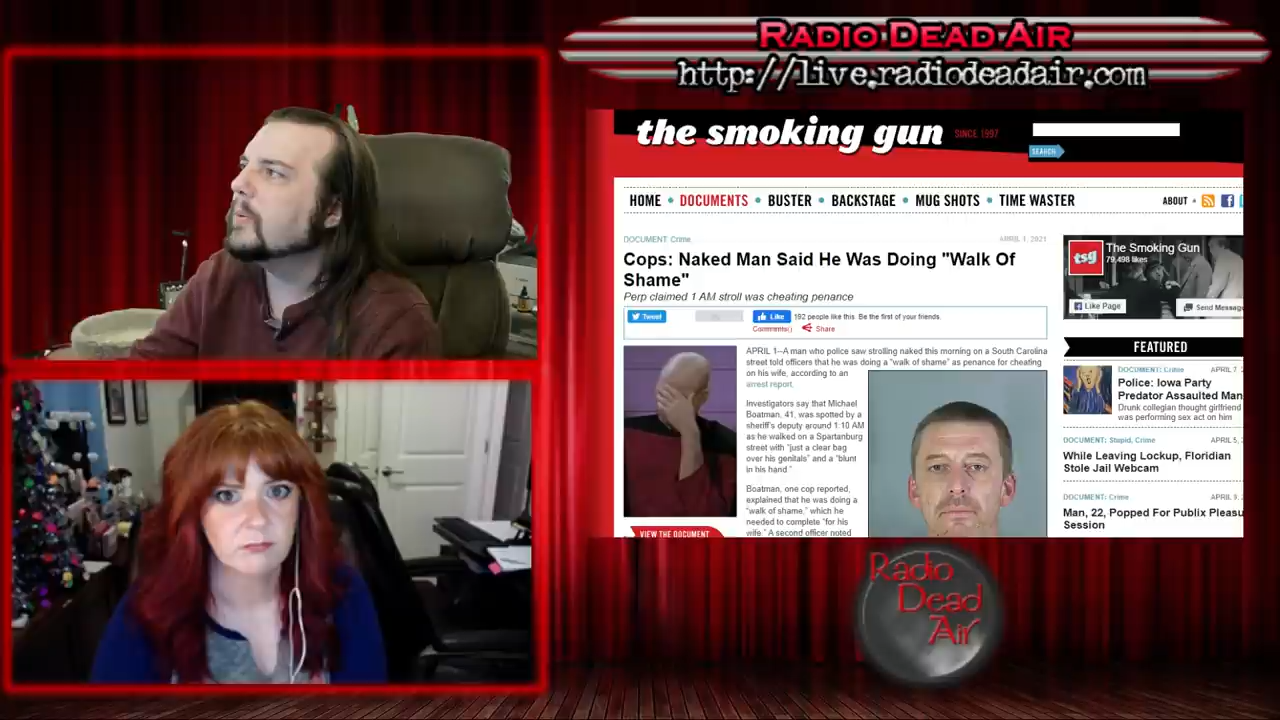 RADIO DEAD AIR
http://live.radiodeadair.com
the smoking gun SINCE 1997
SEARCH
HOME • DOCUMENTS • BUSTER • BACKSTAGE • MUG SHOTS • TIME WASTER
ABOUT
DOCUMENT: Crime
APRIL 1, 2021
Cops: Naked Man Said He Was Doing "Walk Of
Shame"
Perp claimed 1 AM stroll was cheating penance
Tweet
Like 192 people like this. Be the first of your friends.
Comments() Share
APRIL 1--A man who police saw strolling naked this morning on a South Carolina
street told officers that he was doing a “walk of shame” as penance for cheating
on his wife, according to an
arrest report.
Investigators say that Michael
Boatman, 41, was spotted by a
sheriff's deputy around 1:10 AM
as he walked on a Spartanburg
street with “just a clear bag
over his genitals” and a “blunt
in his hand.”
Boatman, one cop reported,
explained that he was doing a
“walk of shame,” which he
needed to complete “for his
wife.” A second officer noted
VIEW THE DOCUMENT
tsg
The Smoking Gun
79,498 likes
Like Page
Send Message
FEATURED
DOCUMENT: Crime
APRIL 7,
Police: Iowa Party
Predator Assaulted Man
Drunk collegian thought girlfriend
was performing sex act on him
DOCUMENT: Stupid, Crime
APRIL 5,
While Leaving Lockup, Floridian
Stole Jail Webcam
DOCUMENT: Crime
APRIL 9,
Man, 22, Popped For Publix Pleasu
Session
Radio
Dead
Air